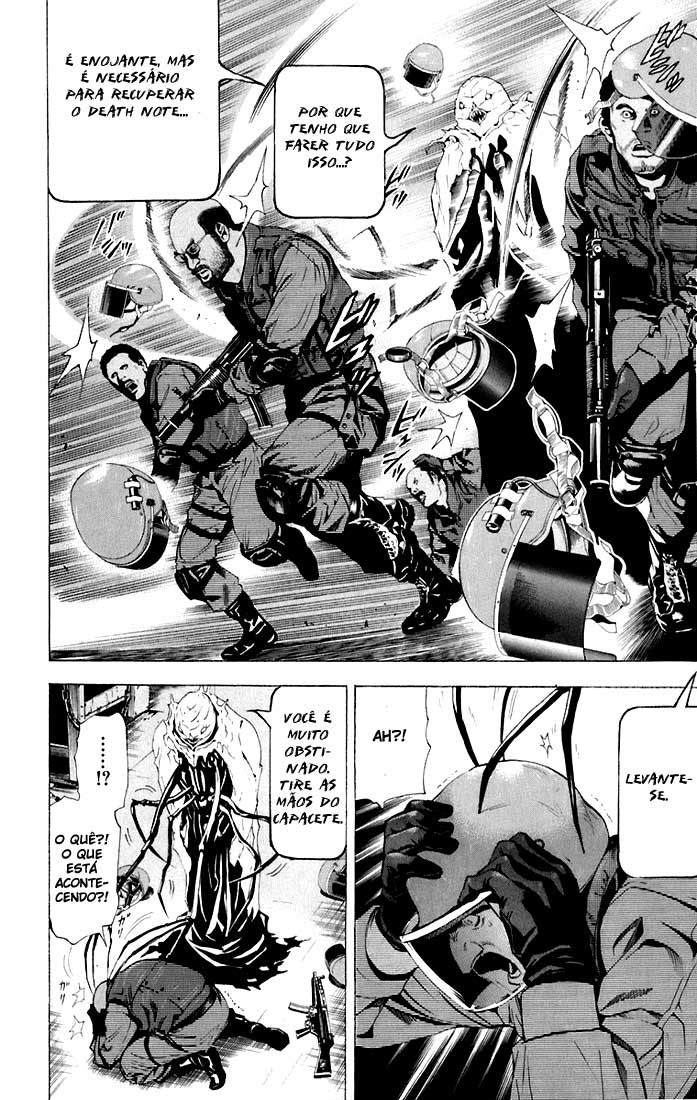 POR QUE
TENHO QUE
FAZER TUDO
ISSO...?
É ENOJANTE, MAS
É NECESSÁRIO
PARA RECUPERAR
O DEATH NOTE...
LEVANTE-
SE.
AH?!
VOCÊ É
MUITO
OBSTI-
NADO.
TIRE AS
MÃOS DO
CAPACETE.
......!?
O QUÊ?!
O QUE
ESTÁ
ACONTE-
CENDO?!